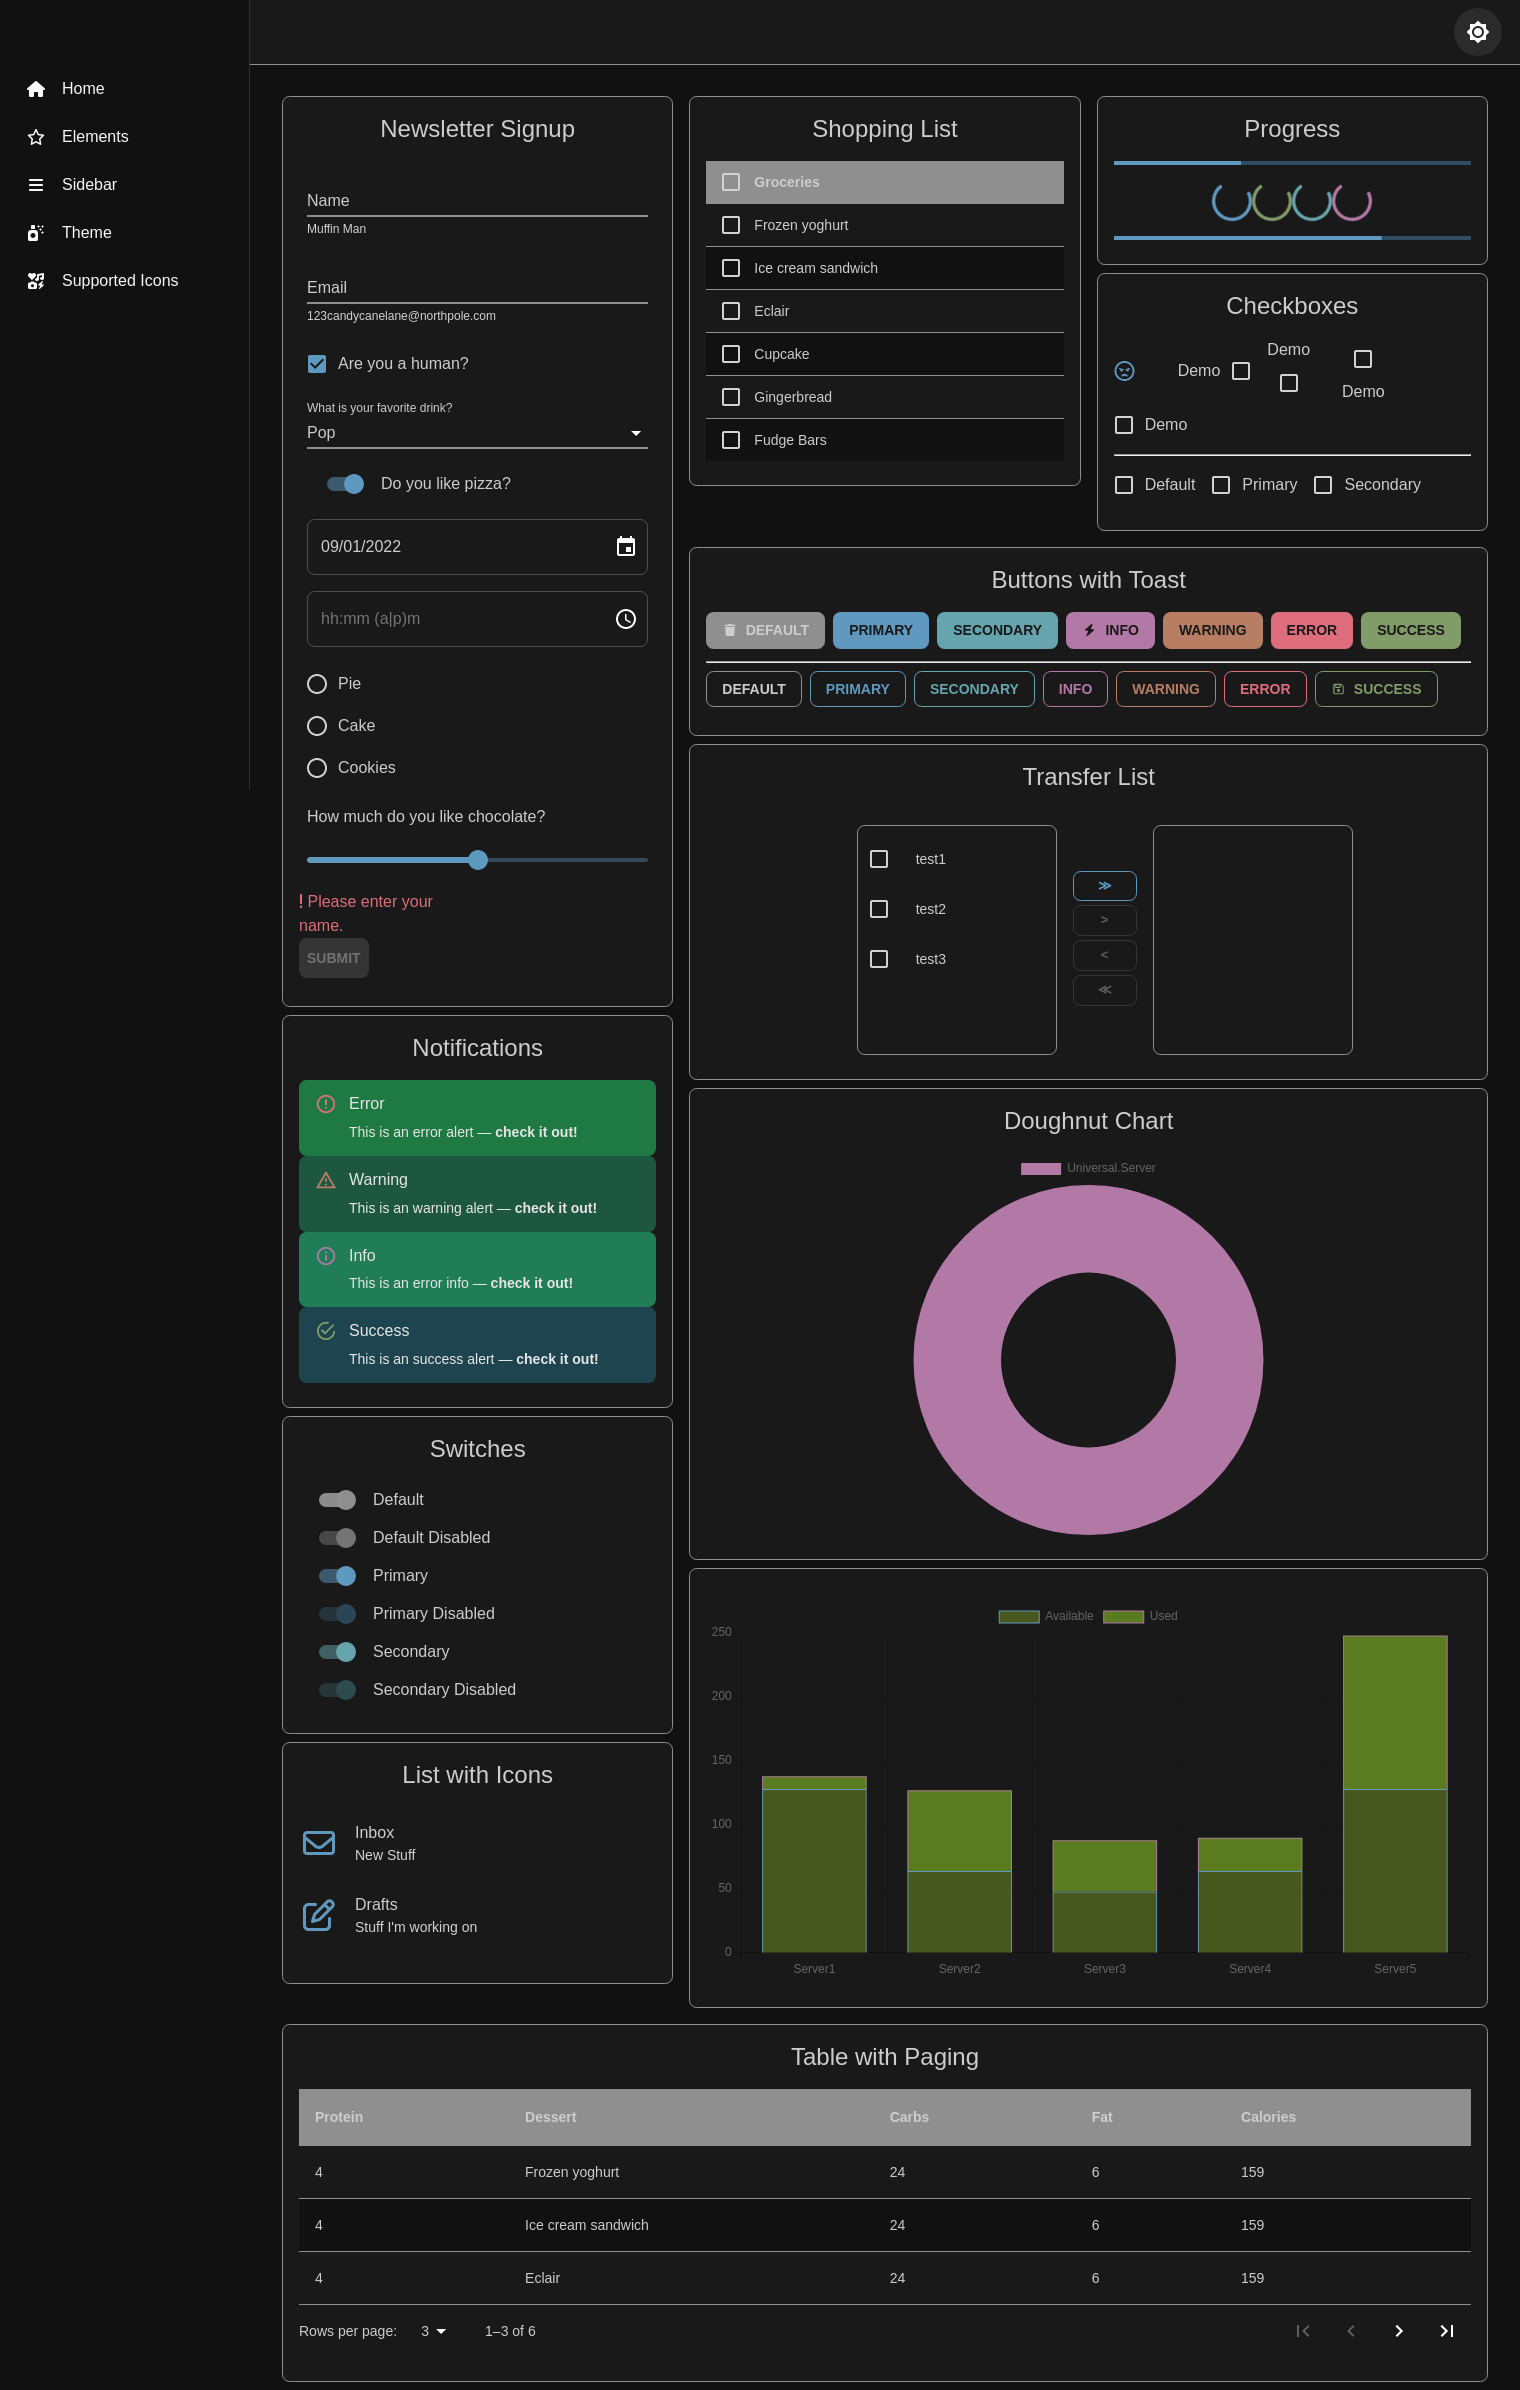 Home
Elements
Sidebar
Theme
Supported Icons
Newsletter Signup
Name
Muffin Man
Email
123candycanelane@northpole.com
Are you a human?
What is your favorite drink?
Pop
Do you like pizza?
09/01/2022
hh:mm (a|p)m
Pie
Cake
Cookies
How much do you like chocolate?
! Please enter your
name.
SUBMIT
Shopping List
Groceries
Frozen yoghurt
Ice cream sandwich
Eclair
Cupcake
Gingerbread
Fudge Bars
Progress
Checkboxes
Demo
Demo
Demo
Demo
Default Primary Secondary
Buttons with Toast
DEFAULT PRIMARY SECONDARY INFO WARNING ERROR SUCCESS
DEFAULT PRIMARY SECONDARY INFO WARNING ERROR SUCCESS
Transfer List
test1
test2
test3
≫
>
<
≪
Notifications
Error
This is an error alert — check it out!
Warning
This is an warning alert — check it out!
Info
This is an error info — check it out!
Success
This is an success alert — check it out!
Doughnut Chart
Universal.Server
Switches
Default
Default Disabled
Primary
Primary Disabled
Secondary
Secondary Disabled
List with Icons
Inbox
New Stuff
Drafts
Stuff I'm working on
Available Used
250
200
150
100
50
0
Server1 Server2 Server3 Server4 Server5
Table with Paging
Protein Dessert Carbs Fat Calories
4 Frozen yoghurt 24 6 159
4 Ice cream sandwich 24 6 159
4 Eclair 24 6 159
Rows per page: 3 1–3 of 6